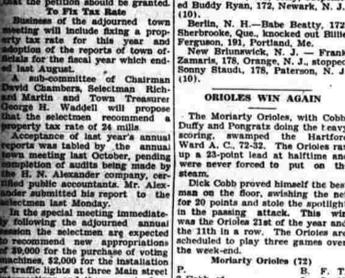 that the petition should be granted.
To Fix Tax Rate
Business of the adjourned town
meeting will include fixing a prop-
erty tax rate for this year and
adoption of the reports of town of-
ficials for the fiscal year which end-
ed last August.
A sub-committee of Chairman
David Chambers, Selectman Rich-
ard Martin and Town Treasurer
George H. Waddell will propose
that the selectmen recommend a
property tax rate of 24 mills.
Acceptance of last year's annual
reports was tabled by the annual
town meeting last October, pending
completion of audits being made by
the H. N. Alexander company, cer-
tified public accountants. Mr. Alex-
ander submitted his report to the
selectmen last Monday.
In the special meeting immediate-
ly following the adjourned annual
session the selectmen are expected
to recommend new appropriations
of $9,000 for the purchase of voting
machines, $2,000 for the installation
of traffic lights at three Main street
ed Buddy Ryan, 172, Newark, N. J.
(10).
Berlin, N. H.—Babe Beatty, 172
Sherbrooke, Que., knocked out Billie
Ferguson, 191, Portland, Me.
New Brunswick, N. J. — Frank
Zamaris, 178, Orange, N. J., stopped
Sonny Staudt, 178, Paterson, N. J.
(10).
ORIOLES WIN AGAIN
The Moriarty Orioles, with Cobb
Duffy and Pongratz doing the heavy
scoring, swamped the Hartford
Ward A. C., 72-32. The Orioles ran
up a 23-point lead at halftime and
were never forced to put on the
steam.
Dick Cobb proved himself the best
man on the floor, swishing the net
for 20 points and stole the spotlight
in the passing attack. This win
was the Orioles 21st of the year and
the 11th in a row. The Orioles are
scheduled to play three games over
the week-end.
Moriarty Orioles (72)
B. F. T.